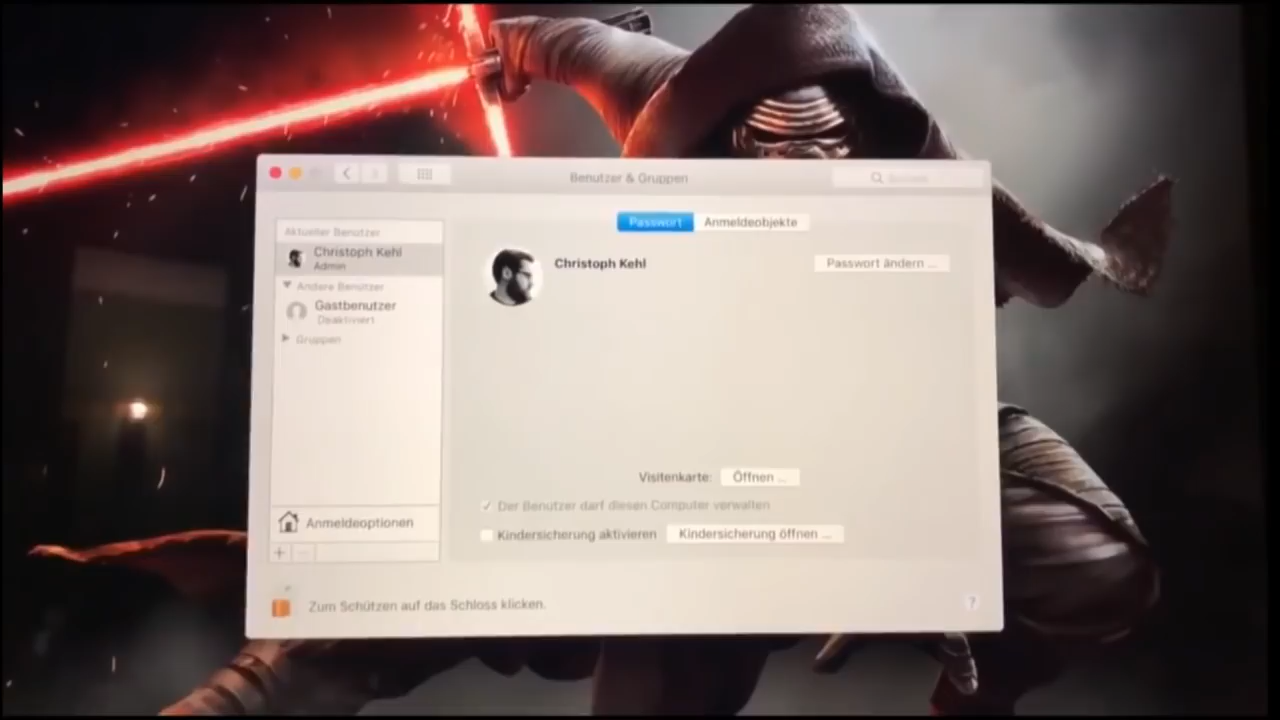 Benutzer & Gruppen
Suchen
Passwort
Anmeldeobjekte
Aktueller Benutzer
Christoph Kehl
Admin
Andere Benutzer
Gastbenutzer
Deaktiviert
Gruppen
Anmeldeoptionen
Christoph Kehl
Passwort ändern ...
Visitenkarte:
Öffnen ...
Der Benutzer darf diesen Computer verwalten
Kindersicherung aktivieren
Kindersicherung öffnen ...
Zum Schützen auf das Schloss klicken.
?